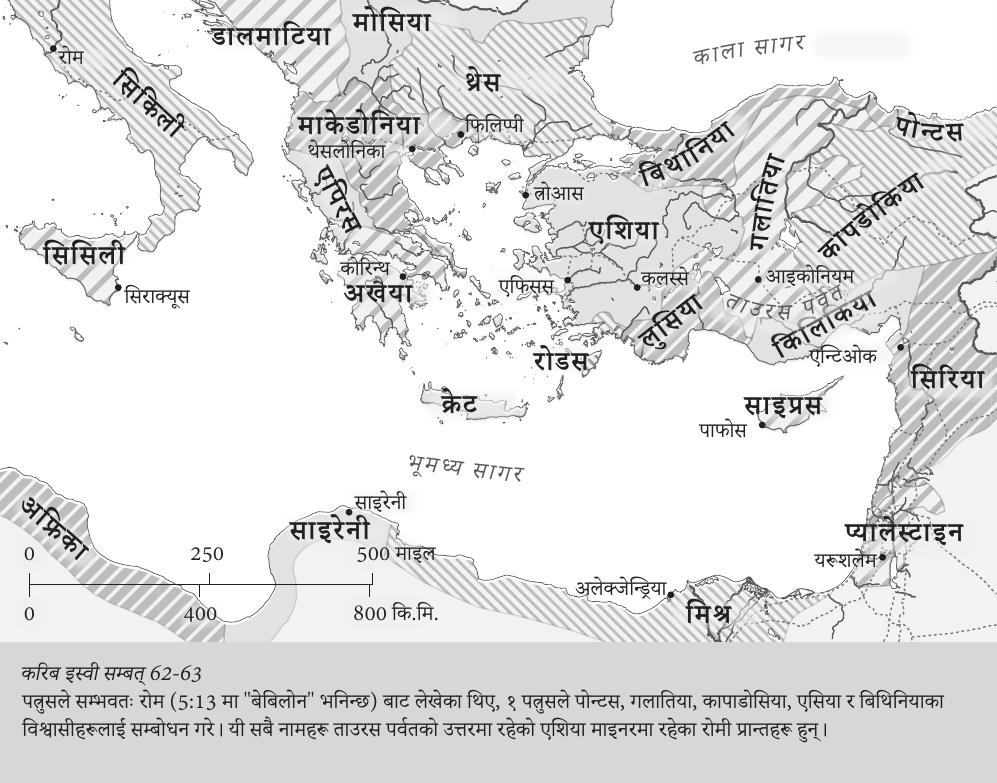 डालमाटिया
मोसिया
काला सागर
रोम
सिकिली
थ्रेस
माकेडोनिया
फिलिप्पी
थेसलोनिका
पोन्टस
बिथानिया
एपिरस
त्रोआस
गलातिया
कापडोकिया
एशिया
सिसिली
कोरिन्थ
अखैया
एफिसस
कलस्से
आइकोनियम
सिराक्यूस
ताउरस पर्वत
लुसिया
किलिकिया
एन्टिओक
रोडस
सिरिया
क्रेट
साइप्रस
पाफोस
भूमध्य सागर
अफ्रिका
साइरेनी
साइरेनी
प्यालेस्टाइन
यरूशलेम
0 250 500 माइल
0 400 800 कि.मि.
अलेक्जेन्ड्रिया
मिश्र
करिब इस्वी सम्बत् 62-63
पत्रुसले सम्भवतः रोम (5:13 मा "बेबिलोन" भनिन्छ) बाट लेखेका थिए, १ पत्रुसले पोन्टस, गलातिया, कापाडोसिया, एसिया र बिथिनियाका
विश्वासीहरूलाई सम्बोधन गरे। यी सबै नामहरू ताउरस पर्वतको उत्तरमा रहेको एशिया माइनरमा रहेका रोमी प्रान्तहरू हुन्।